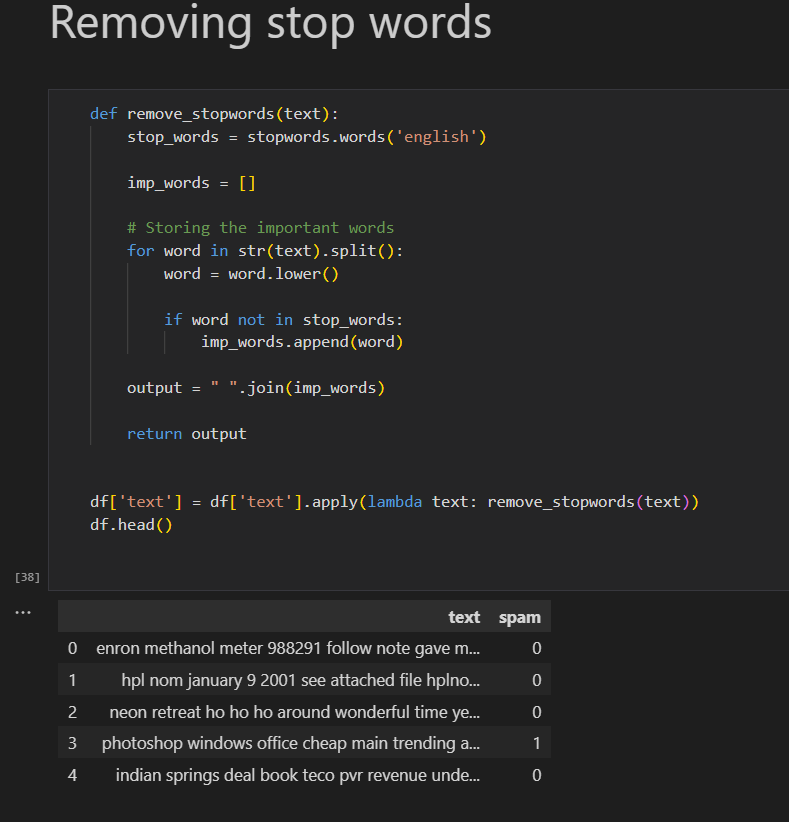 Removing stop words
def remove_stopwords(text):
    stop_words = stopwords.words('english')
    imp_words = []
    # Storing the important words
    for word in str(text).split():
        word = word.lower()
        if word not in stop_words:
            imp_words.append(word)
    output = " ".join(imp_words)
    return output
df['text'] = df['text'].apply(lambda text: remove_stopwords(text))
df.head()
[38]
...
text spam
0 enron methanol meter 988291 follow note gave m... 0
1 hpl nom january 9 2001 see attached file hplno... 0
2 neon retreat ho ho ho around wonderful time ye... 0
3 photoshop windows office cheap main trending a... 1
4 indian springs deal book teco pvr revenue unde... 0